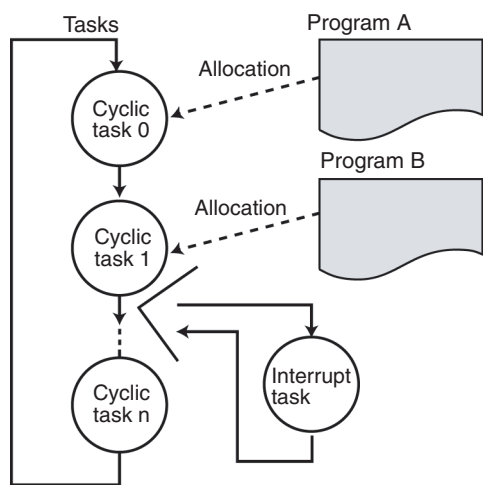 Tasks
Program A
Allocation
Cyclic
task 0
Program B
Allocation
Cyclic
task 1
Interrupt
task
Cyclic
task n